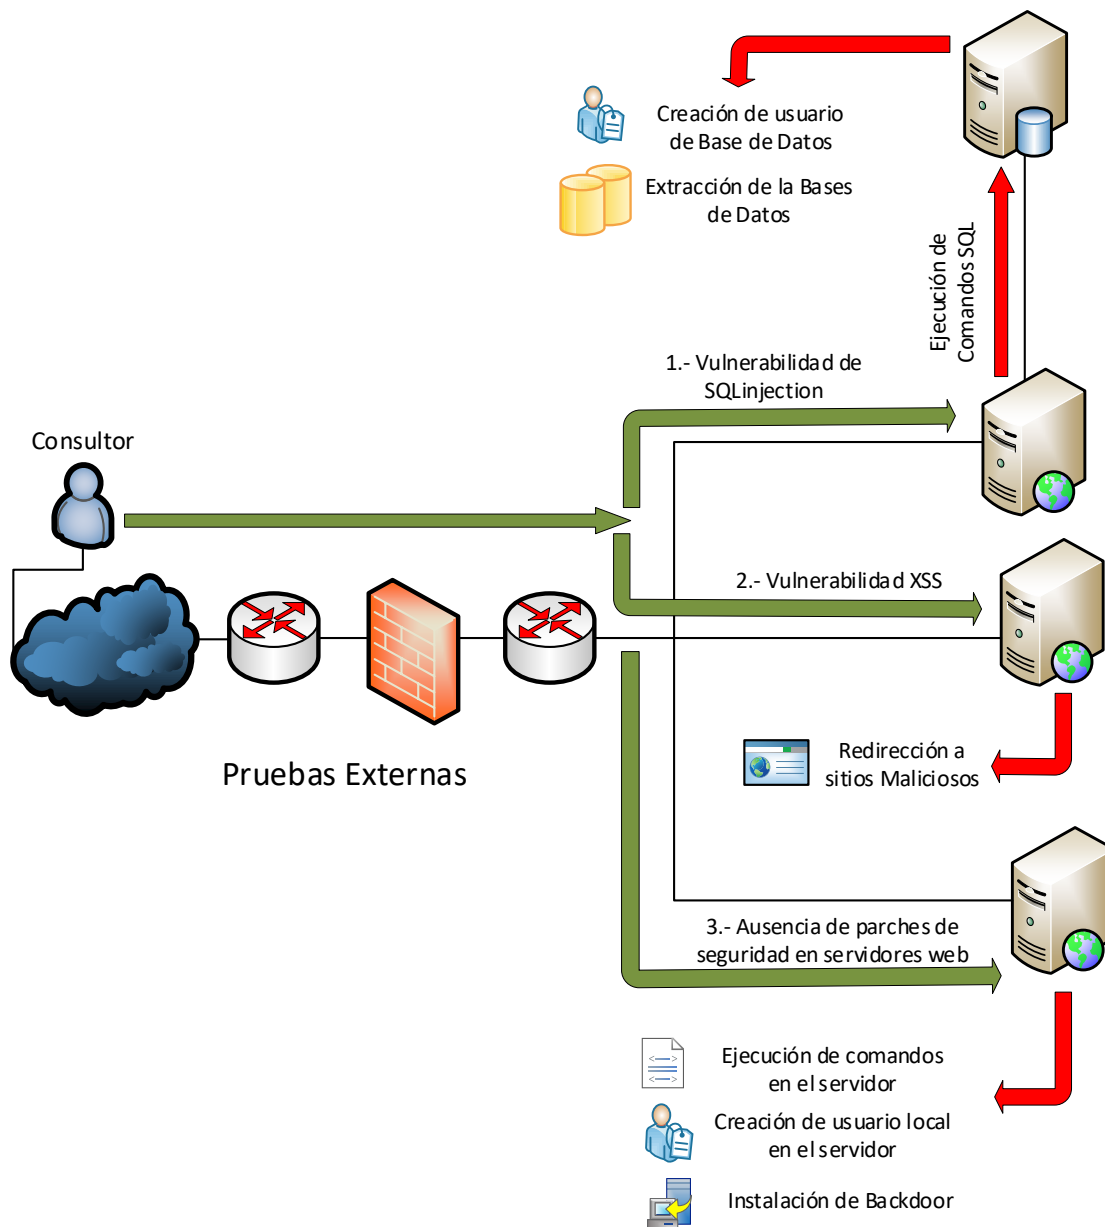 Creación de usuario
de Base de Datos
Extracción de la Bases
de Datos
Ejecución de
Comandos SQL
1.- Vulnerabilidad de
SQLinjection
Consultor
2.- Vulnerabilidad XSS
Redirección a
sitios Maliciosos
Pruebas Externas
3.- Ausencia de parches de
seguridad en servidores web
Ejecución de comandos
en el servidor
Creación de usuario local
en el servidor
Instalación de Backdoor